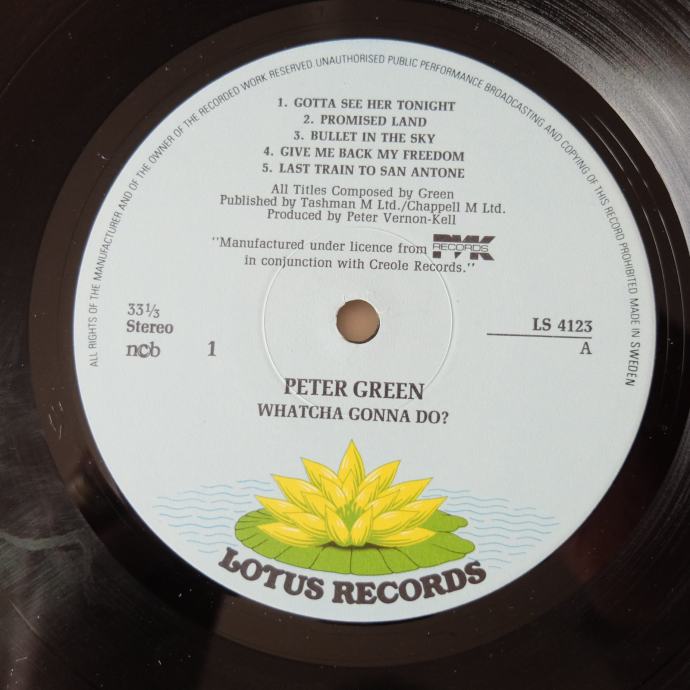 ALL RIGHTS OF THE MANUFACTURER AND OF THE OWNER OF THE RECORDED WORK RESERVED. UNAUTHORISED PUBLIC PERFORMANCE BROADCASTING AND COPYING OF THIS RECORD PROHIBITED MADE IN SWEDEN
1. GOTTA SEE HER TONIGHT
2. PROMISED LAND
3. BULLET IN THE SKY
4. GIVE ME BACK MY FREEDOM
5. LAST TRAIN TO SAN ANTONE
All Titles Composed by Green
Published by Tashman M Ltd./Chappell M Ltd.
Produced by Peter Vernon-Kell
"Manufactured under licence from PVK RECORDS
in conjunction with Creole Records."
33⅓
Stereo
ncb 1
LS 4123
A
PETER GREEN
WHATCHA GONNA DO?
LOTUS RECORDS